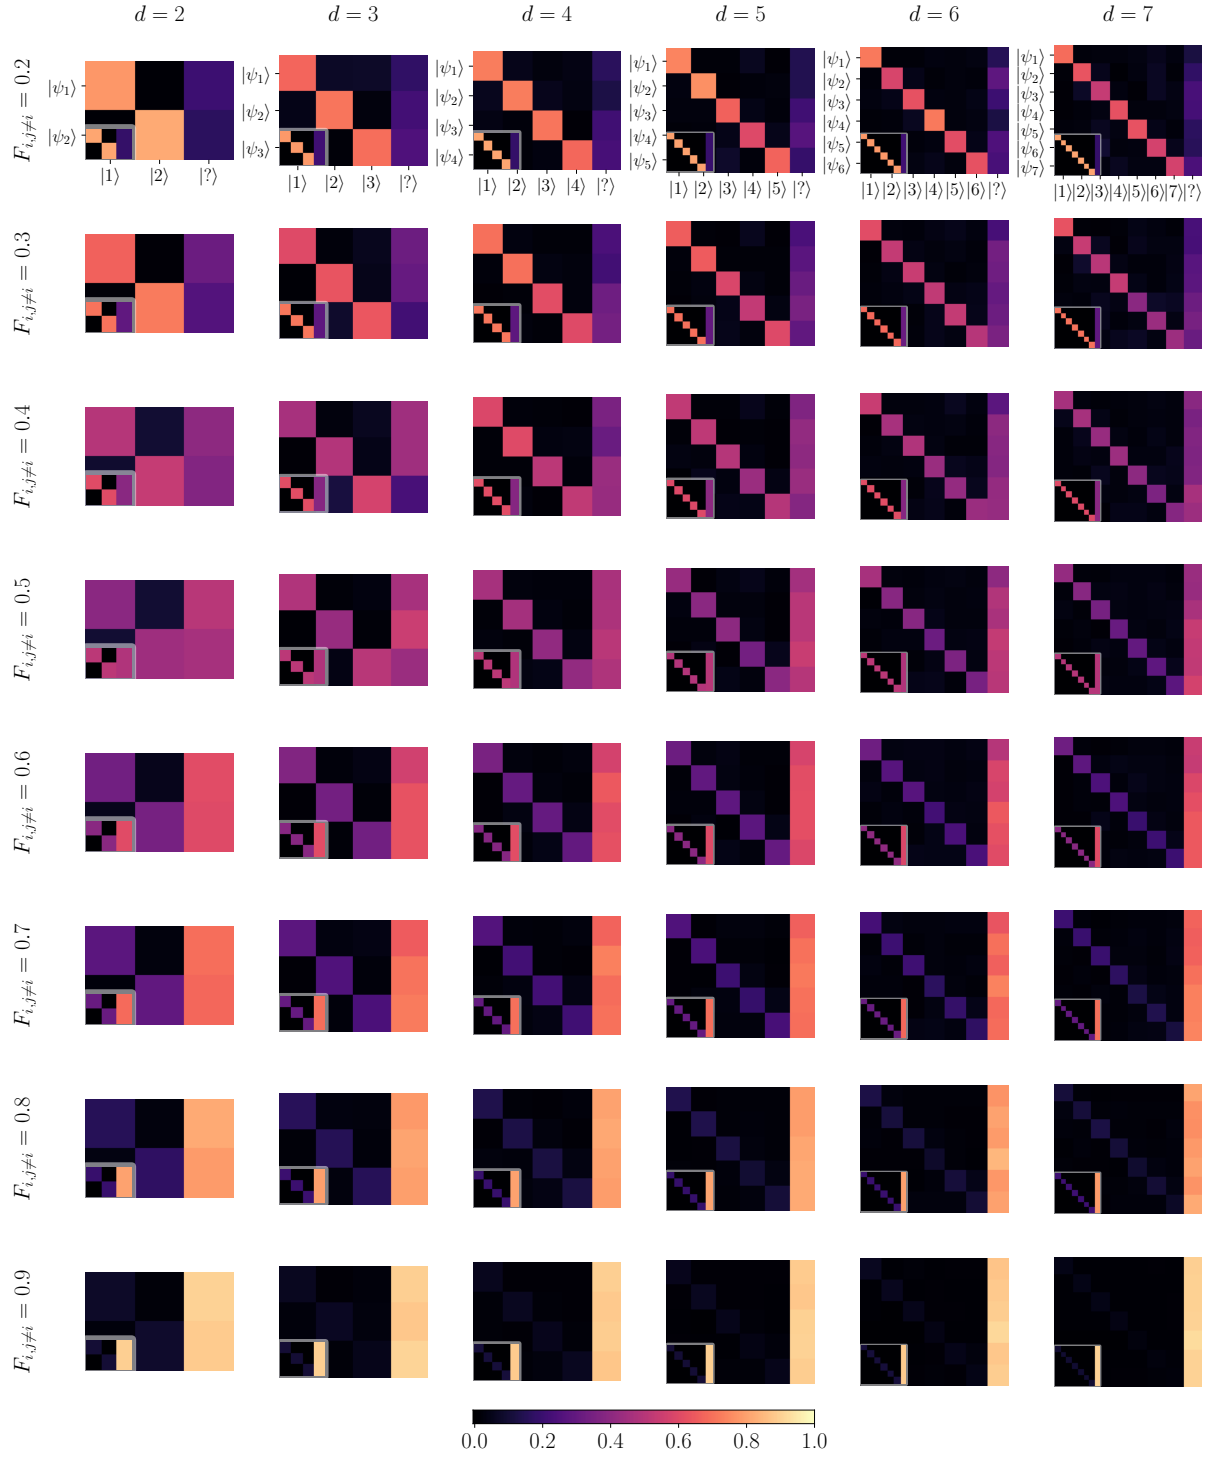 d = 2 d = 3 d = 4 d = 5 d = 6 d = 7
F_{i,j≠i} = 0.2
|ψ₁⟩
|ψ₂⟩
|1⟩ |2⟩ |?⟩
|ψ₁⟩
|ψ₂⟩
|ψ₃⟩
|1⟩ |2⟩ |3⟩ |?⟩
|ψ₁⟩
|ψ₂⟩
|ψ₃⟩
|ψ₄⟩
|1⟩ |2⟩ |3⟩ |4⟩ |?⟩
|ψ₁⟩
|ψ₂⟩
|ψ₃⟩
|ψ₄⟩
|ψ₅⟩
|1⟩ |2⟩ |3⟩ |4⟩ |5⟩ |?⟩
|ψ₁⟩
|ψ₂⟩
|ψ₃⟩
|ψ₄⟩
|ψ₅⟩
|ψ₆⟩
|1⟩ |2⟩ |3⟩ |4⟩ |5⟩ |6⟩ |?⟩
|ψ₁⟩
|ψ₂⟩
|ψ₃⟩
|ψ₄⟩
|ψ₅⟩
|ψ₆⟩
|ψ₇⟩
|1⟩ |2⟩ |3⟩ |4⟩ |5⟩ |6⟩ |7⟩ |?⟩
F_{i,j≠i} = 0.3
F_{i,j≠i} = 0.4
F_{i,j≠i} = 0.5
F_{i,j≠i} = 0.6
F_{i,j≠i} = 0.7
F_{i,j≠i} = 0.8
F_{i,j≠i} = 0.9
0.0 0.2 0.4 0.6 0.8 1.0